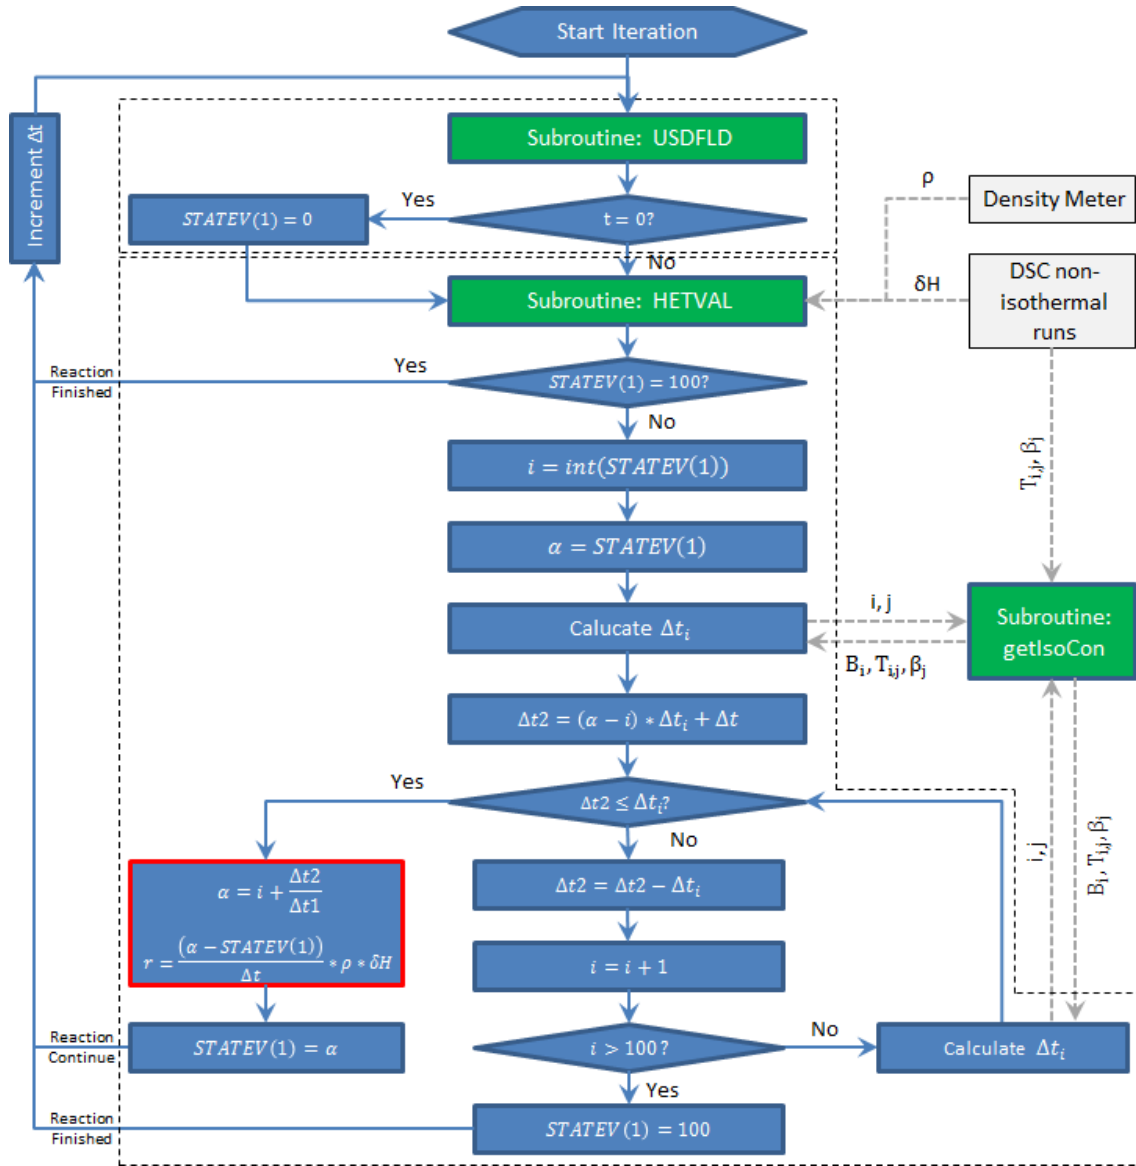 Start Iteration
Increment Δt
Subroutine: USDFLD
ρ
Density Meter
Yes
STATEV(1) = 0
t = 0?
No
DSC non-
isothermal
runs
δH
Subroutine: HETVAL
Reaction
Finished
Yes
STATEV(1) = 100?
No
i = int(STATEV(1))
T_{i,j}, β_j
α = STATEV(1)
i, j
Subroutine:
getIsoCon
Calucate Δt_i
B_i, T_{i,j}, β_j
Δt2 = (α − i) ∗ Δt_i + Δt
Yes
Δt2 ≤ Δt_i?
No
i, j
B_i, T_{i,j}, β_j
α = i + Δt2/Δt1
r = (α − STATEV(1))/Δt ∗ ρ ∗ δH
Δt2 = Δt2 − Δt_i
i = i + 1
Reaction
Continue
STATEV(1) = α
i > 100?
No
Calculate Δt_i
Yes
Reaction
Finished
STATEV(1) = 100